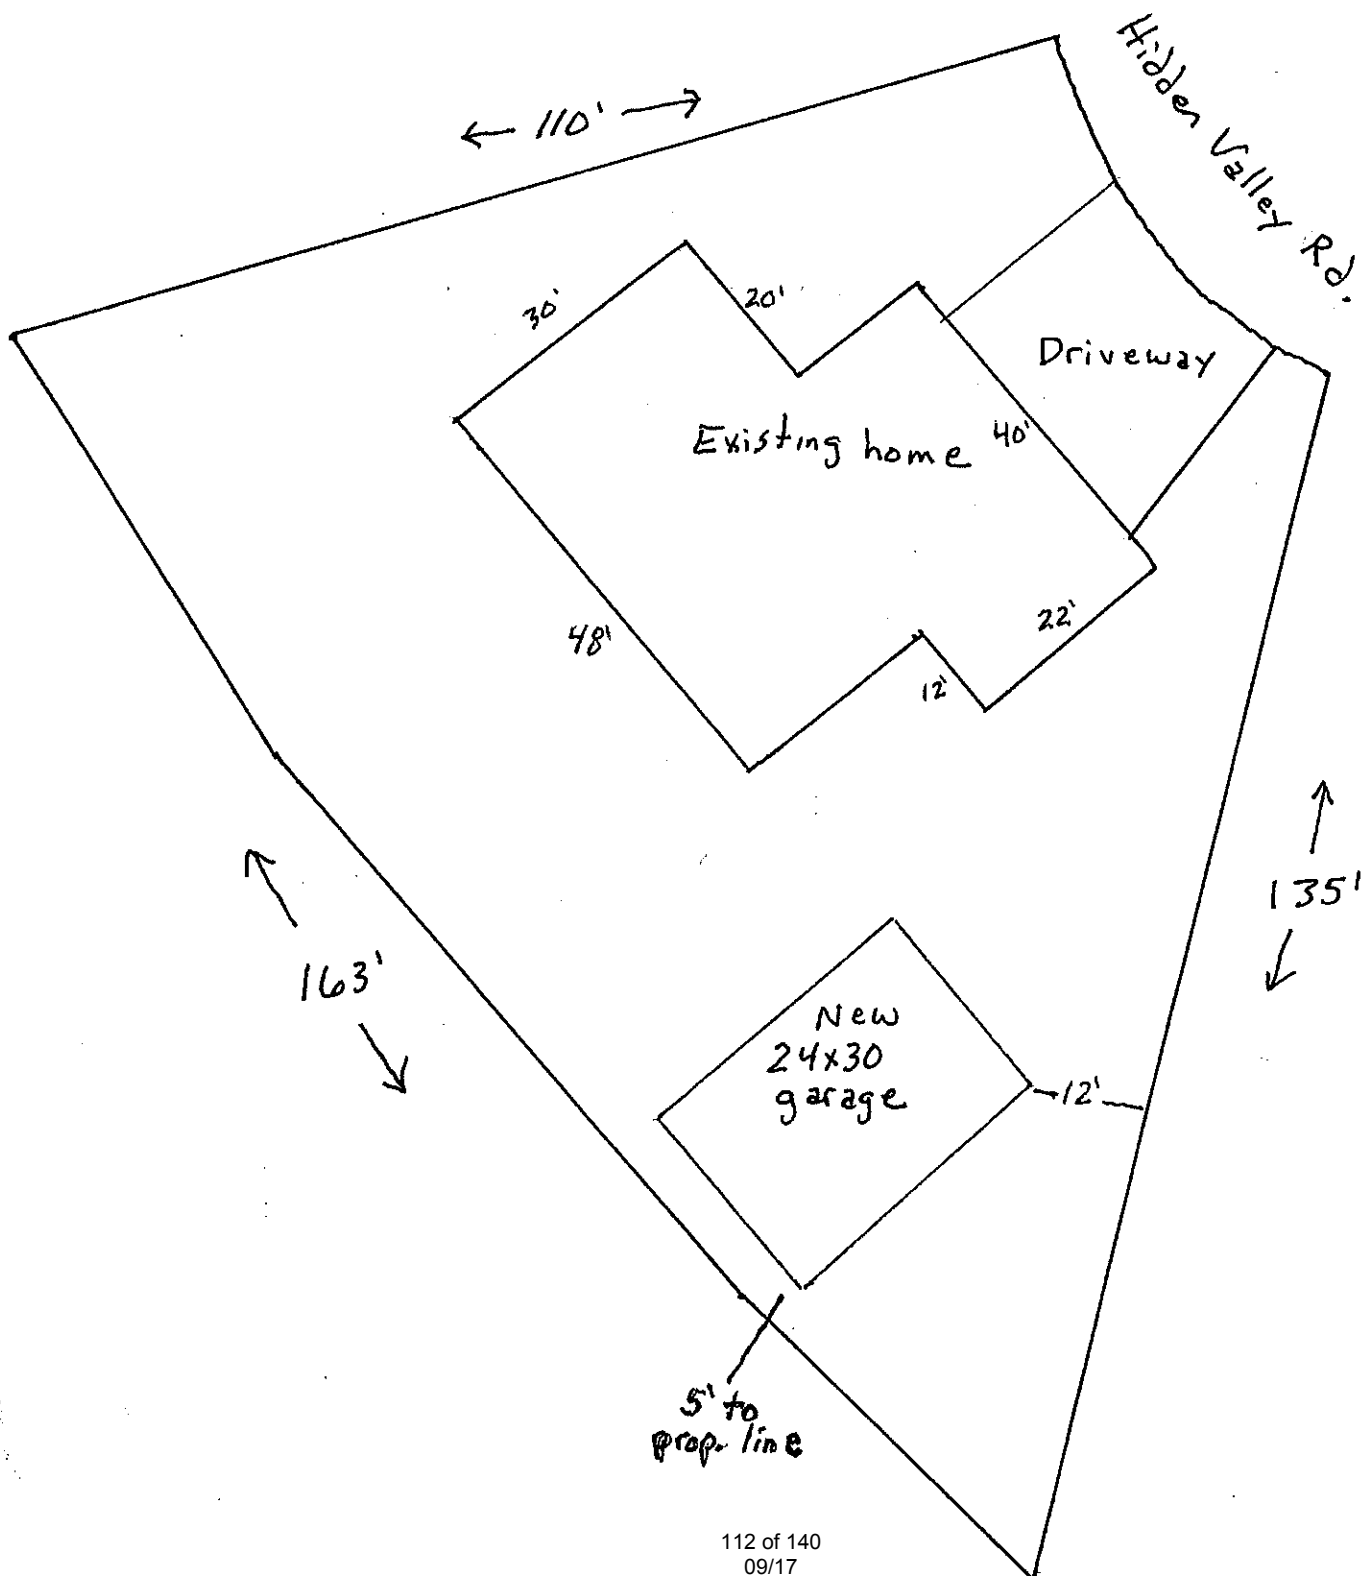 Hidden Valley Rd.
← 110' →
30'
20'
Driveway
Existing home
40'
48'
22'
12'
135'
163'
New
24x30
garage
12'
5' to
prop. line
112 of 140
09/17